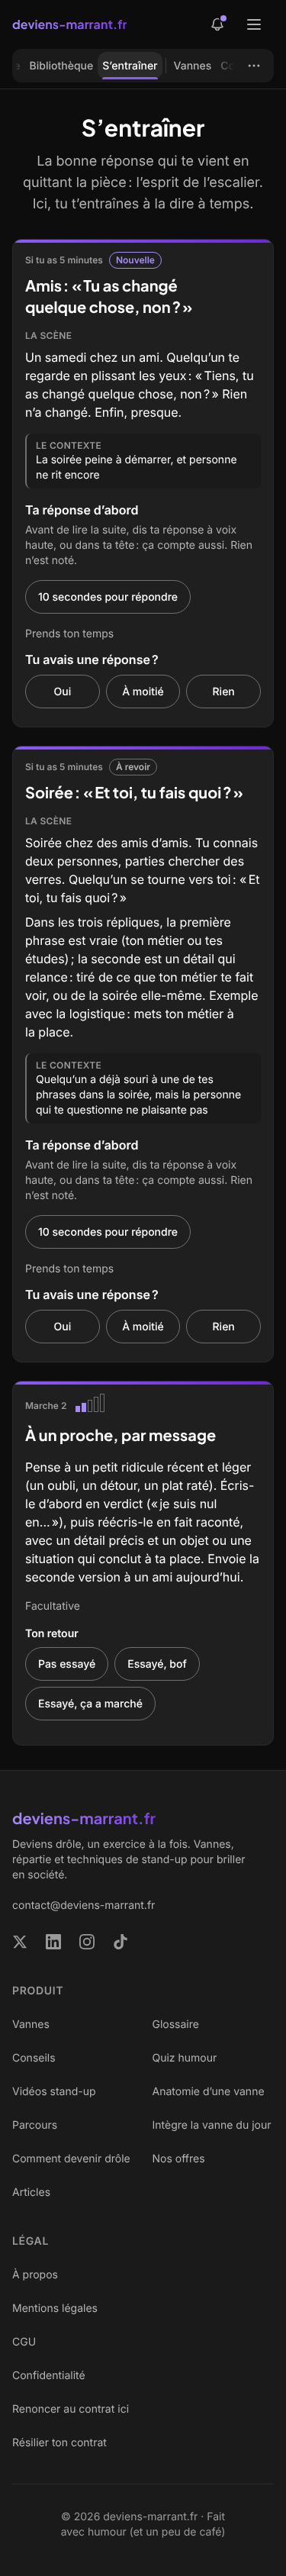 deviens-marrant.fr
Bibliothèque S’entraîner Vannes
S’entraîner
La bonne réponse qui te vient en
quittant la pièce : l’esprit de l’escalier.
Ici, tu t’entraînes à la dire à temps.
Si tu as 5 minutes Nouvelle
Amis : « Tu as changé
quelque chose, non ? »
LA SCÈNE
Un samedi chez un ami. Quelqu’un te
regarde en plissant les yeux : « Tiens, tu
as changé quelque chose, non ? » Rien
n’a changé. Enfin, presque.
LE CONTEXTE
La soirée peine à démarrer, et personne
ne rit encore
Ta réponse d’abord
Avant de lire la suite, dis ta réponse à voix
haute, ou dans ta tête : ça compte aussi. Rien
n’est noté.
10 secondes pour répondre
Prends ton temps
Tu avais une réponse ?
Oui À moitié Rien
Si tu as 5 minutes À revoir
Soirée : « Et toi, tu fais quoi ? »
LA SCÈNE
Soirée chez des amis d’amis. Tu connais
deux personnes, parties chercher des
verres. Quelqu’un se tourne vers toi : « Et
toi, tu fais quoi ? »
Dans les trois répliques, la première
phrase est vraie (ton métier ou tes
études) ; la seconde est un détail qui
relance : tiré de ce que ton métier te fait
voir, ou de la soirée elle-même. Exemple
avec la logistique : mets ton métier à
la place.
LE CONTEXTE
Quelqu’un a déjà souri à une de tes
phrases dans la soirée, mais la personne
qui te questionne ne plaisante pas
Ta réponse d’abord
Avant de lire la suite, dis ta réponse à voix
haute, ou dans ta tête : ça compte aussi. Rien
n’est noté.
10 secondes pour répondre
Prends ton temps
Tu avais une réponse ?
Oui À moitié Rien
Marche 2
À un proche, par message
Pense à un petit ridicule récent et léger
(un oubli, un détour, un plat raté). Écris-
le d’abord en verdict (« je suis nul
en… »), puis réécris-le en fait raconté,
avec un détail précis et un objet ou une
situation qui conclut à ta place. Envoie la
seconde version à un ami aujourd’hui.
Facultative
Ton retour
Pas essayé Essayé, bof
Essayé, ça a marché
deviens-marrant.fr
Deviens drôle, un exercice à la fois. Vannes,
répartie et techniques de stand-up pour briller
en société.
contact@deviens-marrant.fr
PRODUIT
Vannes Glossaire
Conseils Quiz humour
Vidéos stand-up Anatomie d’une vanne
Parcours Intègre la vanne du jour
Comment devenir drôle Nos offres
Articles
LÉGAL
À propos
Mentions légales
CGU
Confidentialité
Renoncer au contrat ici
Résilier ton contrat
© 2026 deviens-marrant.fr · Fait
avec humour (et un peu de café)